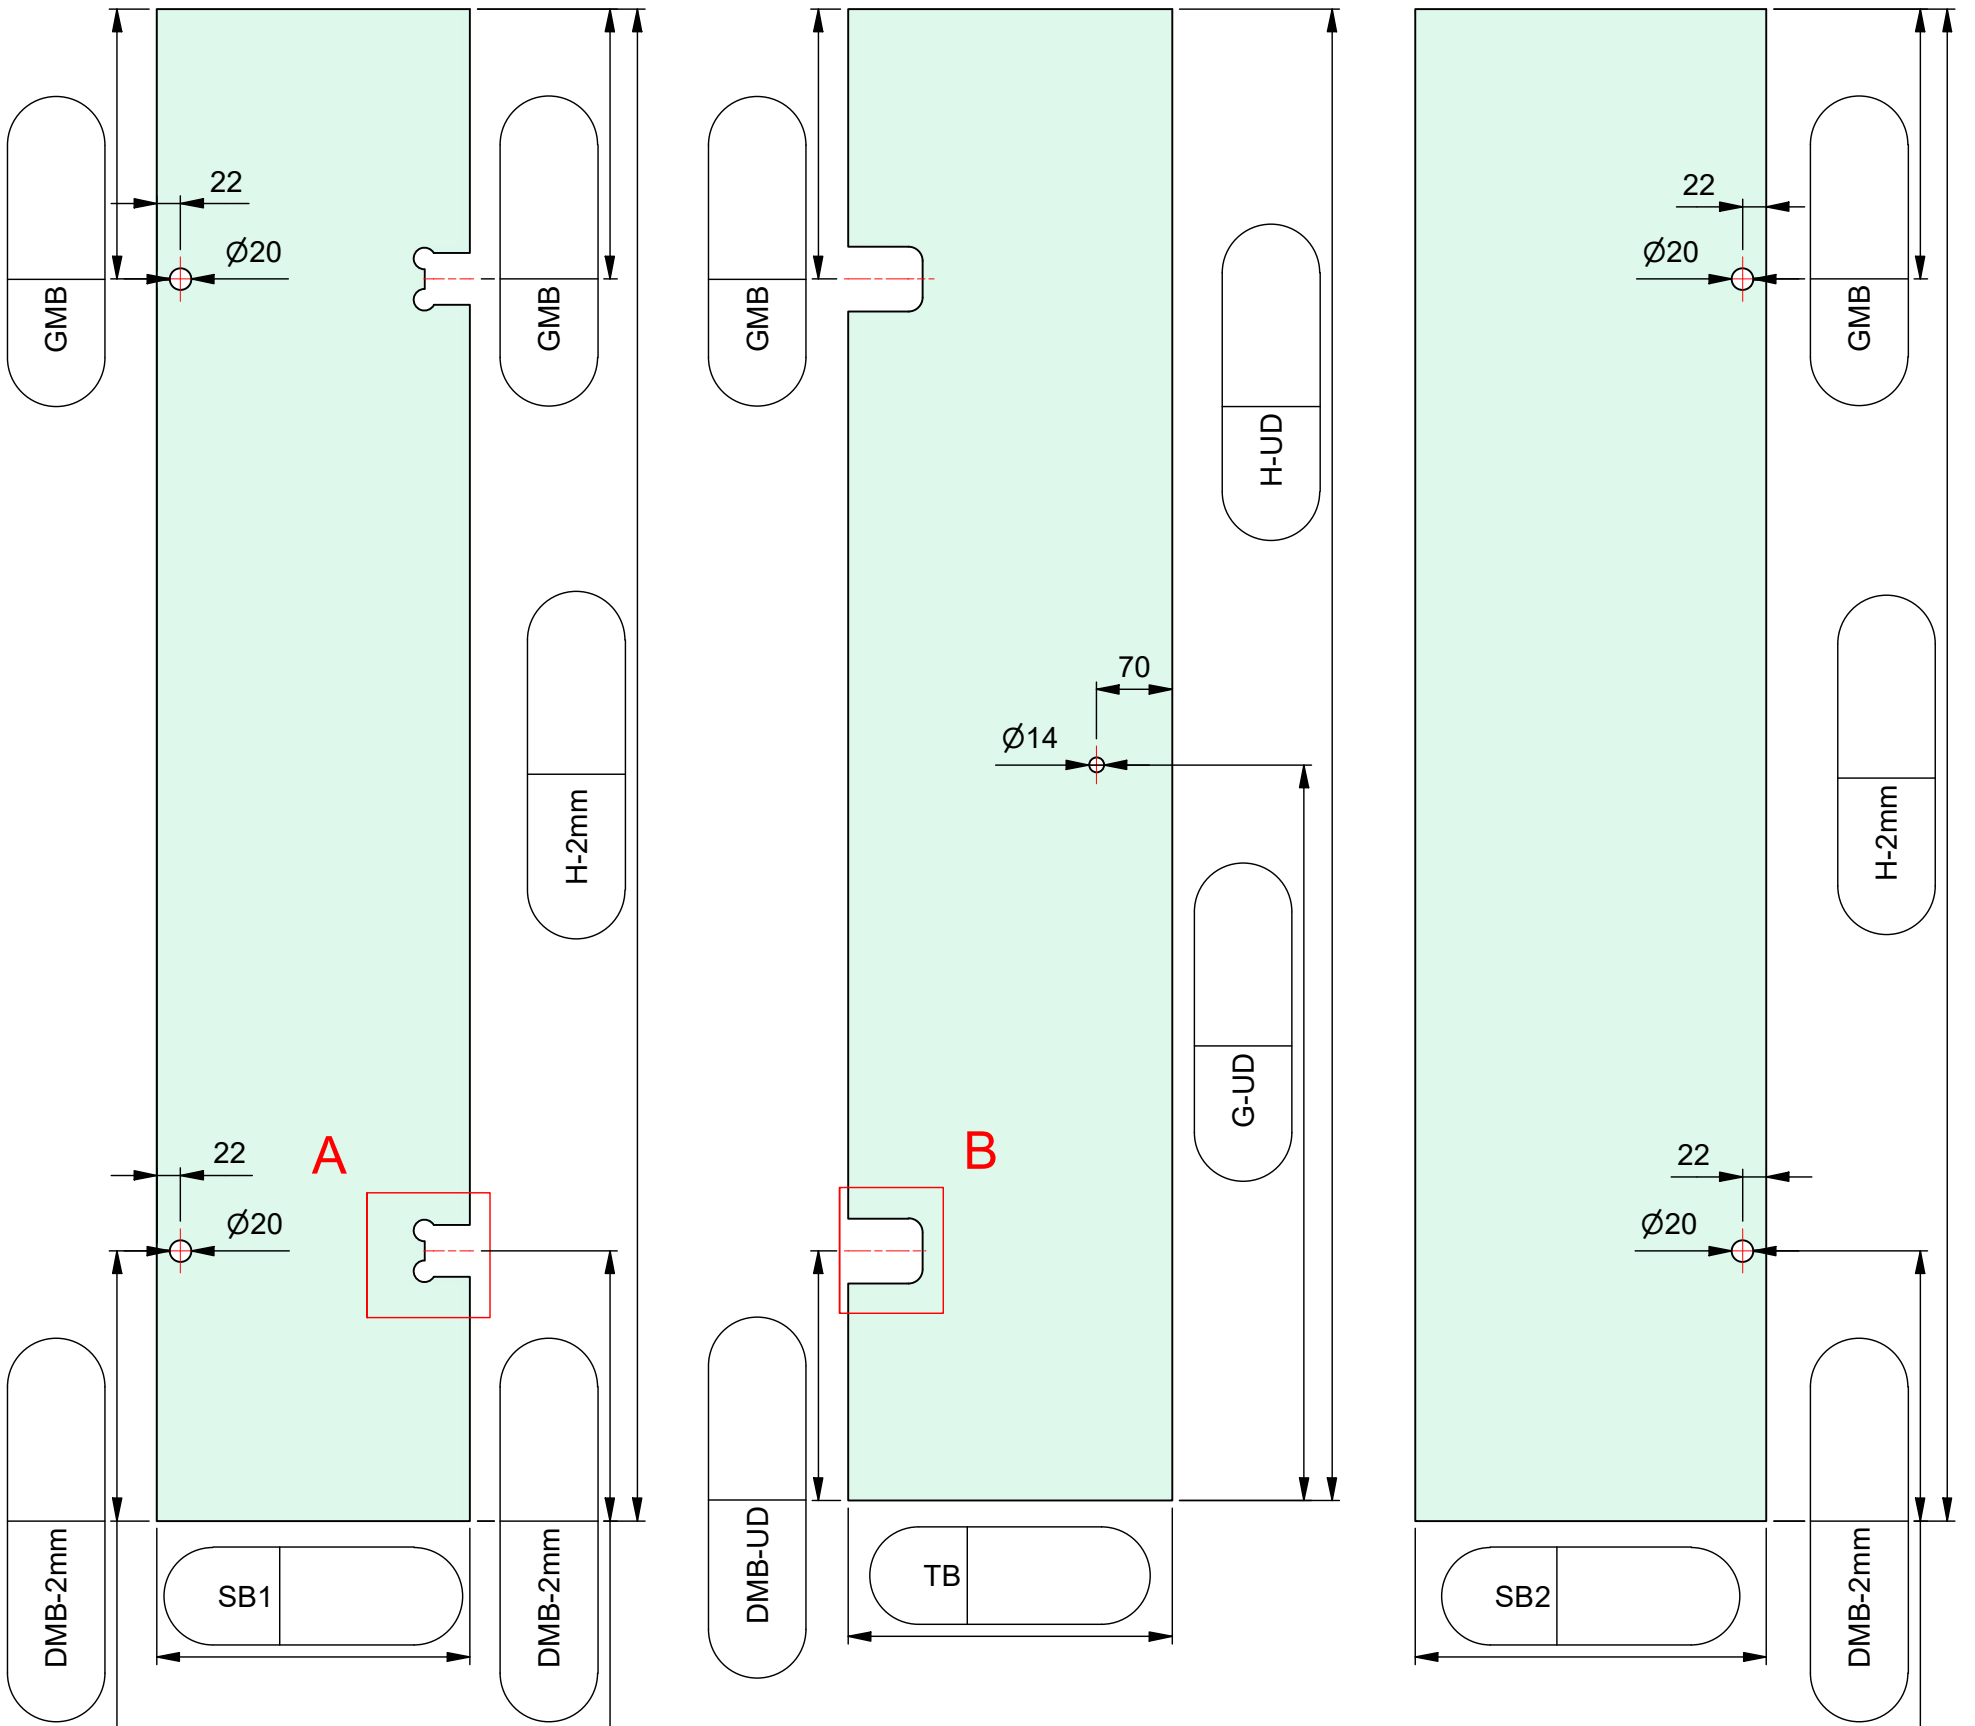 22
Ø20
GMB
GMB
GMB
22
Ø20
GMB
H-UD
70
Ø14
H-2mm
H-2mm
G-UD
22
A
Ø20
B
22
Ø20
DMB-2mm
SB1
DMB-2mm
DMB-UD
TB
SB2
DMB-2mm